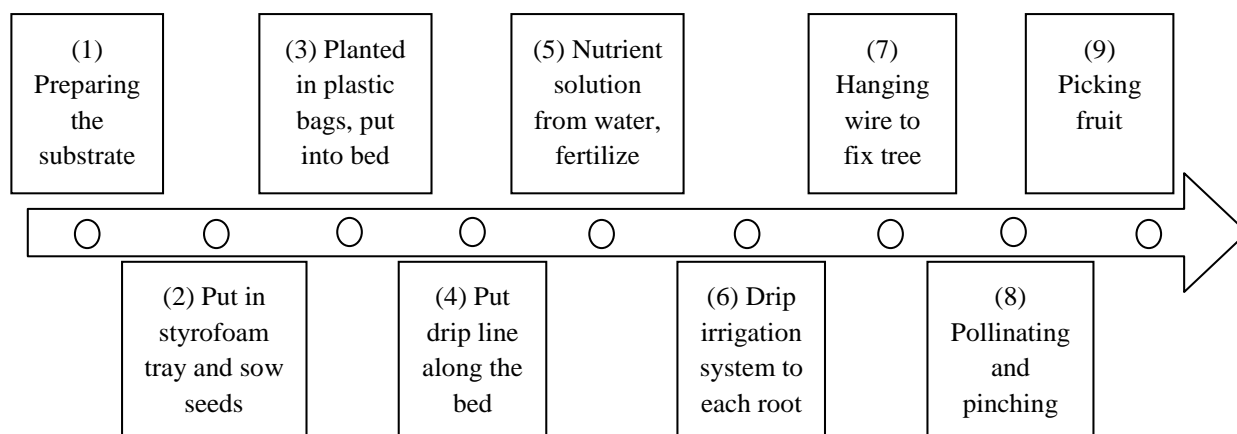 (1)
Preparing
the
substrate
(2) Put in
styrofoam
tray and sow
seeds
(3) Planted
in plastic
bags, put
into bed
(4) Put
drip line
along the
bed
(5) Nutrient
solution
from water,
fertilize
(6) Drip
irrigation
system to
each root
(7)
Hanging
wire to
fix tree
(8)
Pollinating
and
pinching
(9)
Picking
fruit